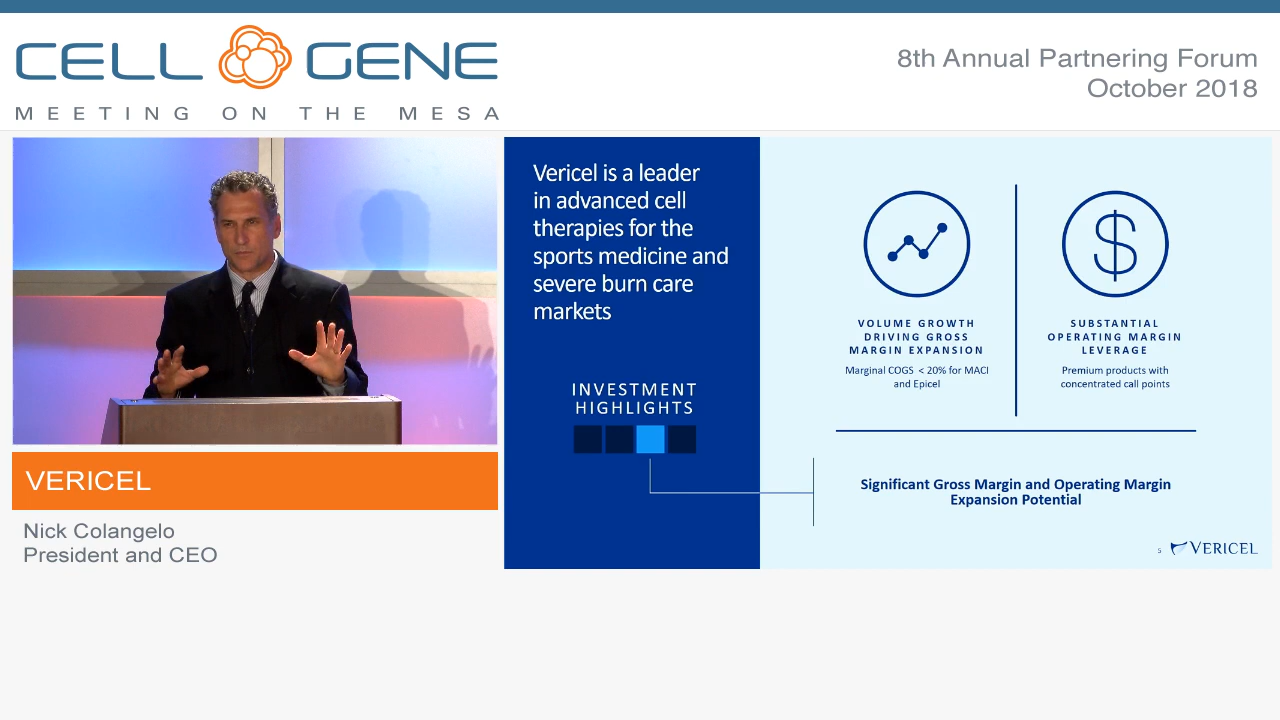 CELL GENE
MEETING ON THE MESA
8th Annual Partnering Forum
October 2018
Vericel is a leader
in advanced cell
therapies for the
sports medicine and
severe burn care
markets
INVESTMENT
HIGHLIGHTS
VOLUME GROWTH
DRIVING GROSS
MARGIN EXPANSION
Marginal COGS < 20% for MACI
and Epicel
$
SUBSTANTIAL
OPERATING MARGIN
LEVERAGE
Premium products with
concentrated call points
Significant Gross Margin and Operating Margin
Expansion Potential
5 VERICEL
VERICEL
Nick Colangelo
President and CEO